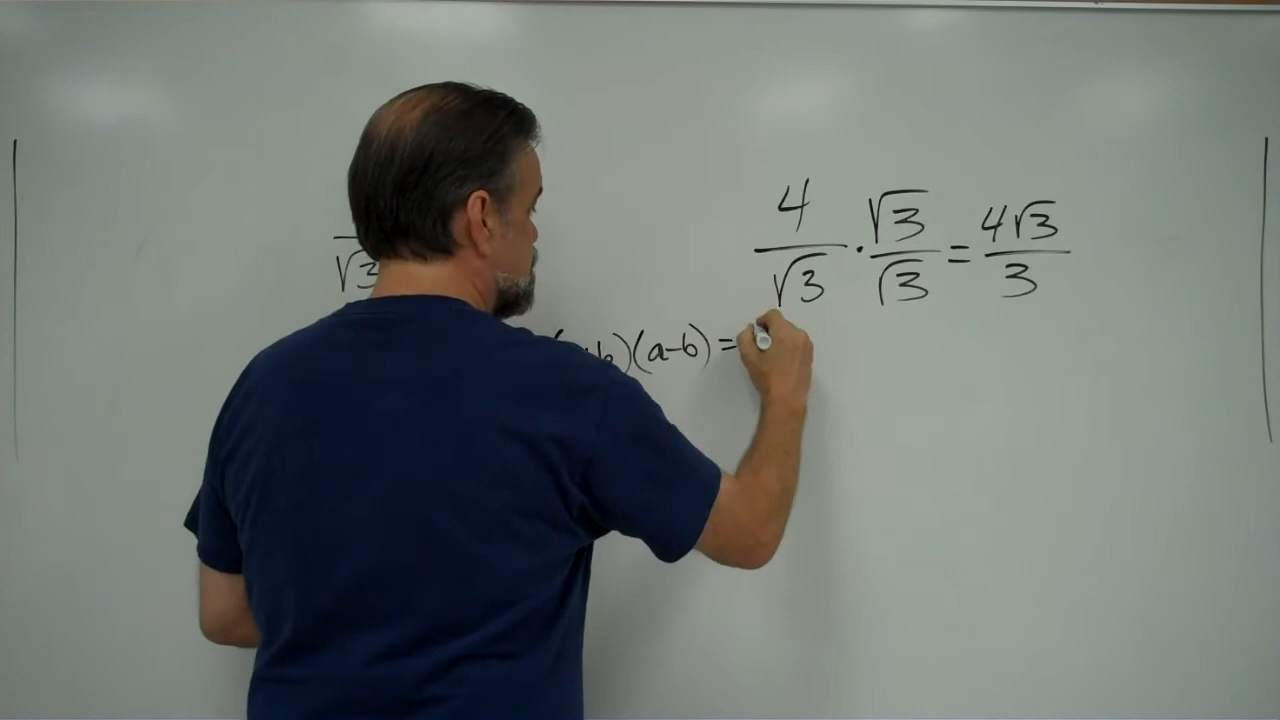 4/√3 · √3/√3 = 4√3/3
√3
b)(a-b) =